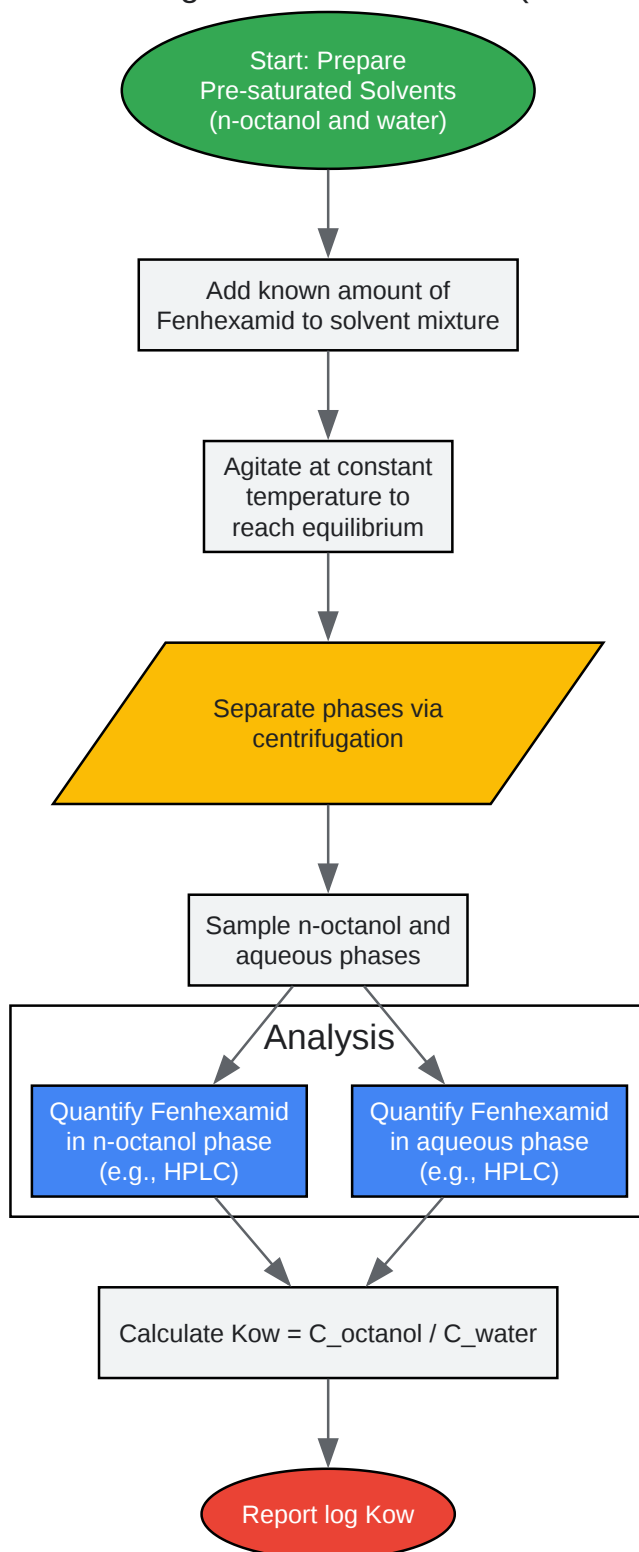 Start: Prepare
Pre-saturated Solvents
(n-octanol and water)
Add known amount of
Fenhexamid to solvent mixture
Agitate at constant
temperature to
reach equilibrium
Separate phases via
centrifugation
Sample n-octanol and
aqueous phases
Analysis
Quantify Fenhexamid
in n-octanol phase
(e.g., HPLC)
Quantify Fenhexamid
in aqueous phase
(e.g., HPLC)
Calculate Kow = C_octanol / C_water
Report log Kow